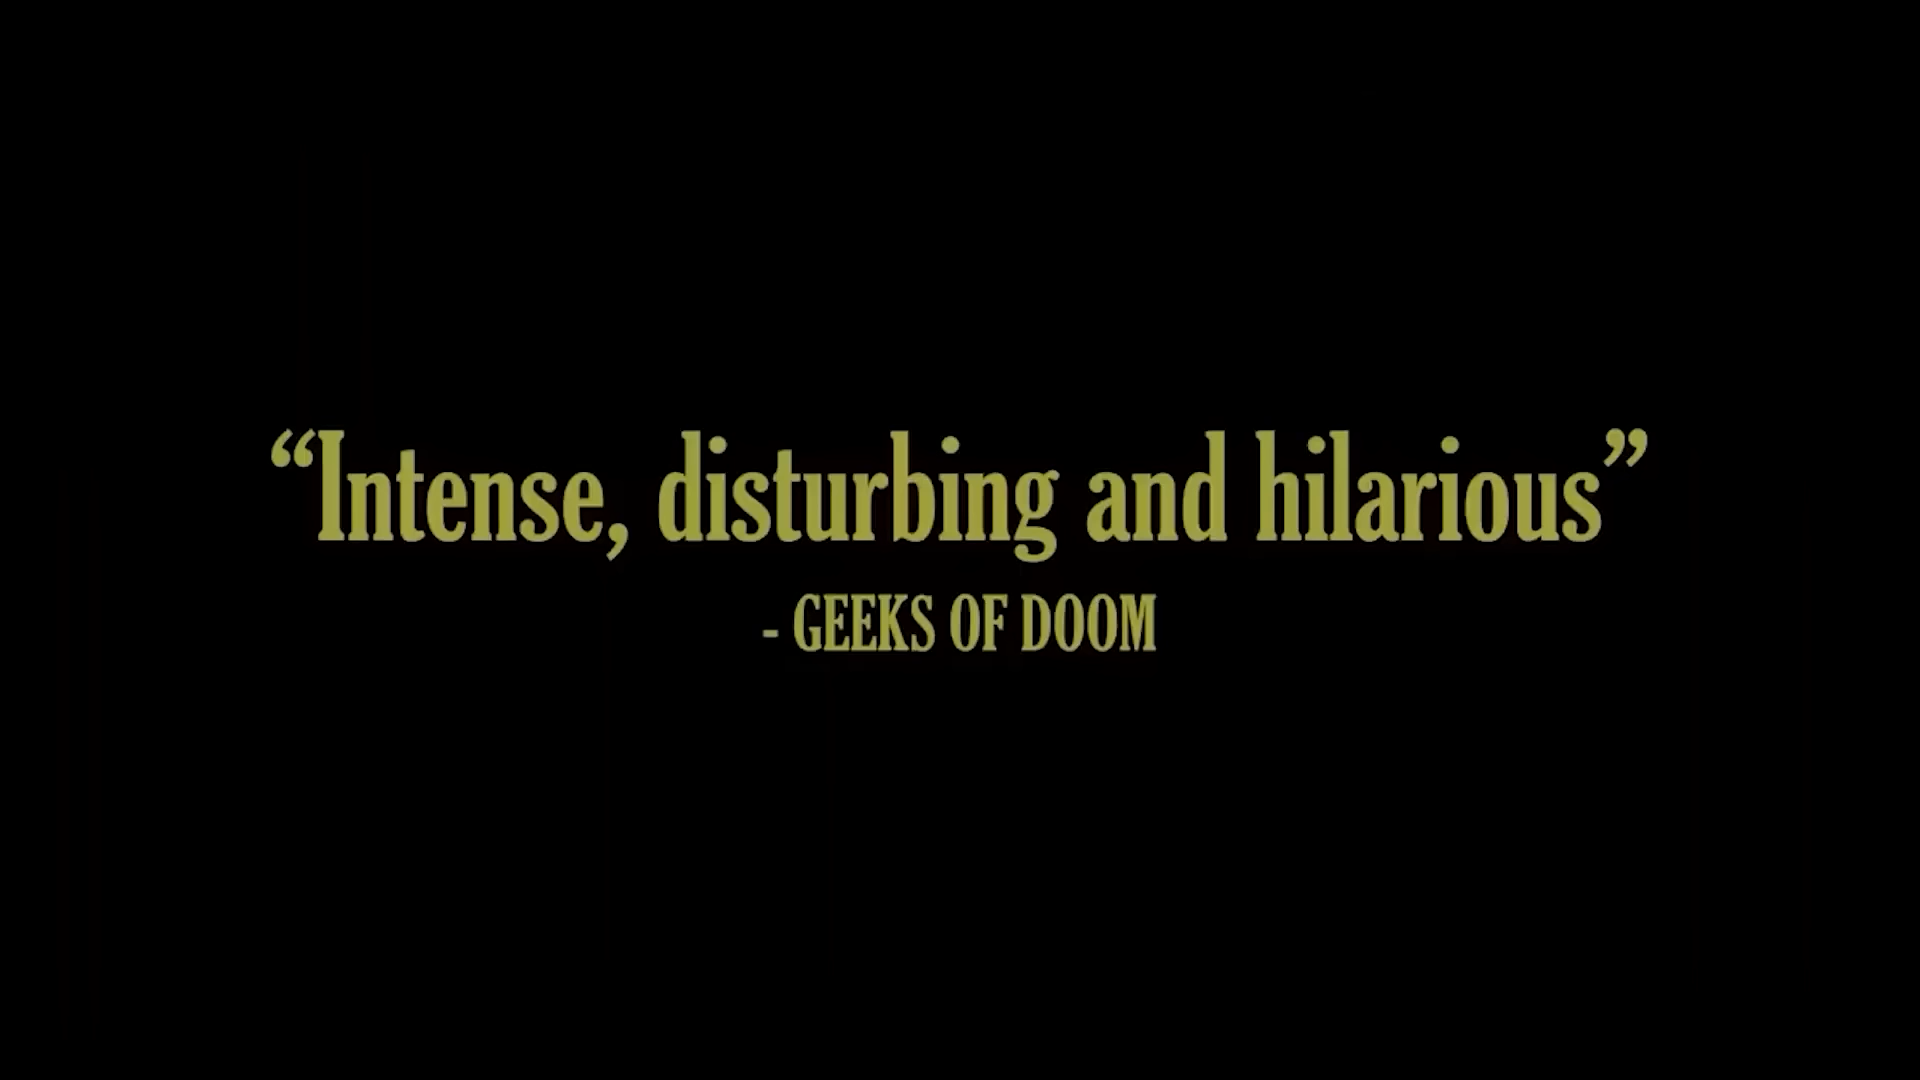 “Intense, disturbing and hilarious”
- GEEKS OF DOOM